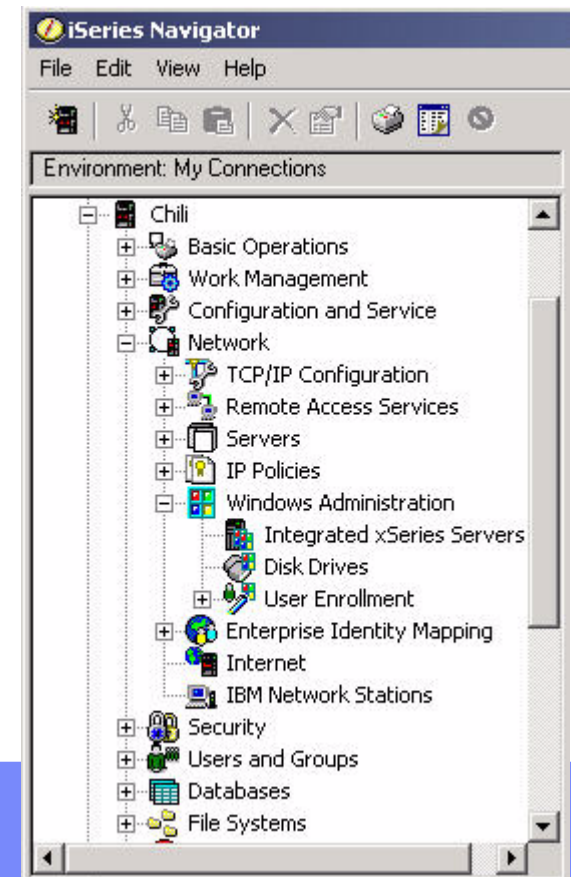 iSeries Navigator
File Edit View Help
Environment: My Connections
Chili
Basic Operations
Work Management
Configuration and Service
Network
TCP/IP Configuration
Remote Access Services
Servers
IP Policies
Windows Administration
Integrated xSeries Servers
Disk Drives
User Enrollment
Enterprise Identity Mapping
Internet
IBM Network Stations
Security
Users and Groups
Databases
File Systems